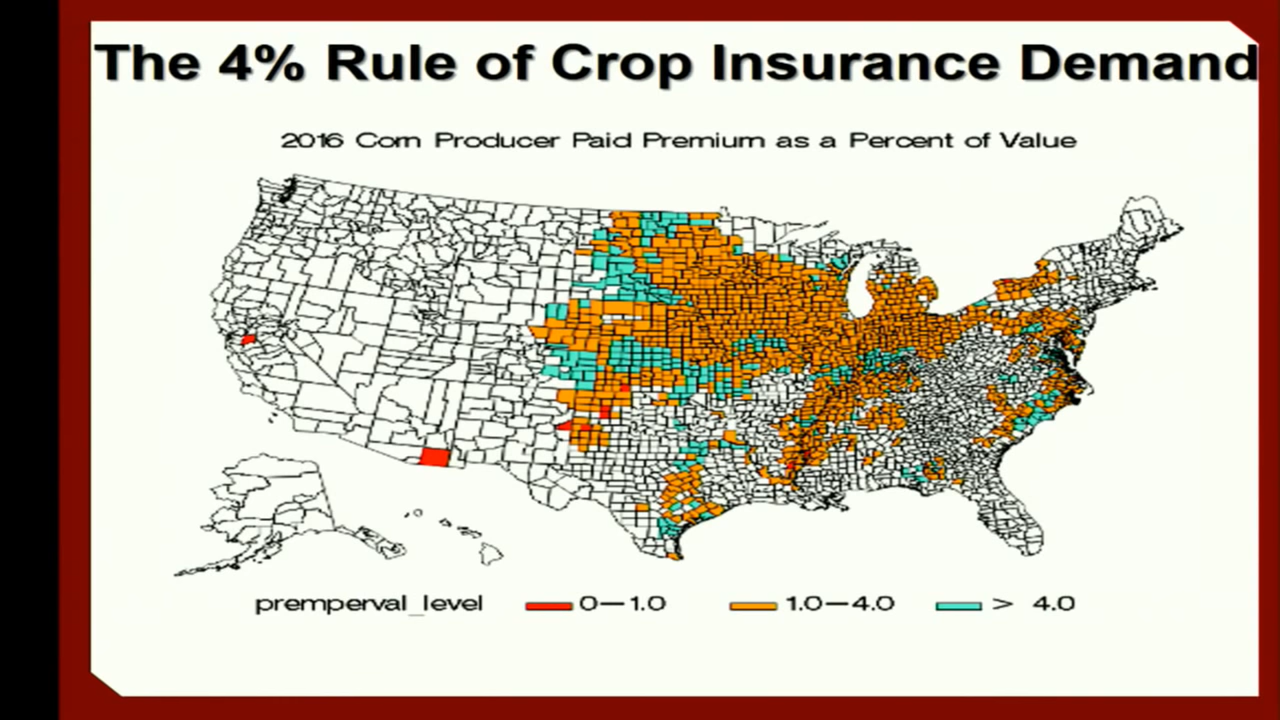 The 4% Rule of Crop Insurance Demand
2016 Corn Producer Paid Premium as a Percent of Value
premperval_level 0—1.0 1.0—4.0 > 4.0